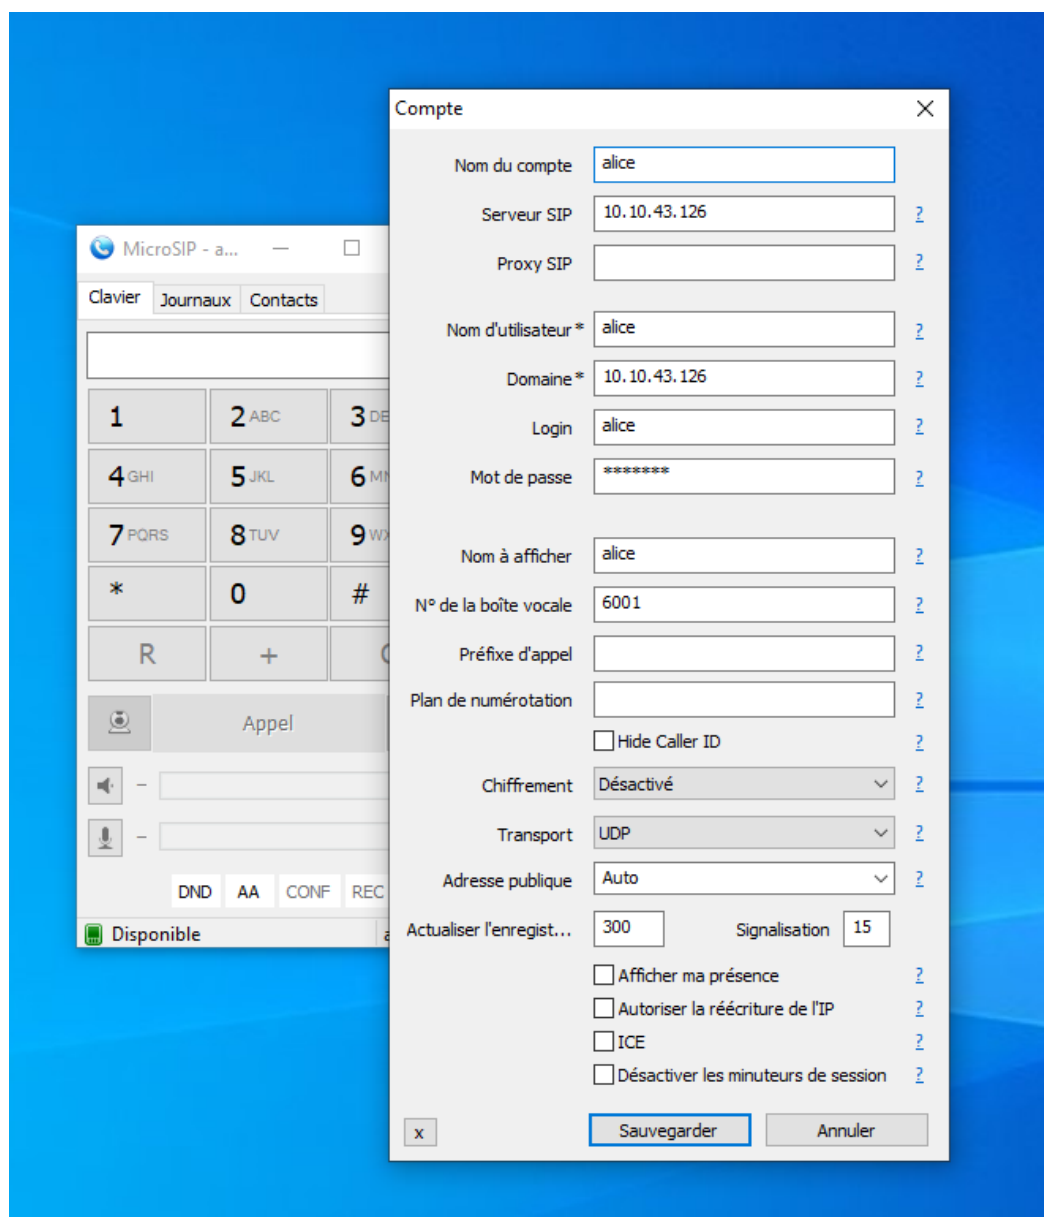 Compte
Nom du compte alice
Serveur SIP 10.10.43.126 ?
Proxy SIP ?
Nom d'utilisateur * alice ?
Domaine * 10.10.43.126 ?
Login alice ?
Mot de passe ******* ?
Nom à afficher alice ?
N° de la boîte vocale 6001 ?
Préfixe d'appel ?
Plan de numérotation ?
Hide Caller ID ?
Chiffrement Désactivé ?
Transport UDP ?
Adresse publique Auto ?
Actualiser l'enregist... 300 Signalisation 15
Afficher ma présence ?
Autoriser la réécriture de l'IP ?
ICE ?
Désactiver les minuteurs de session ?
x Sauvegarder Annuler
MicroSIP - a...
Clavier Journaux Contacts
1 2 ABC 3 DE
4 GHI 5 JKL 6
7 PQRS 8 TUV 9
* 0 #
R +
Appel
DND AA CONF REC
Disponible